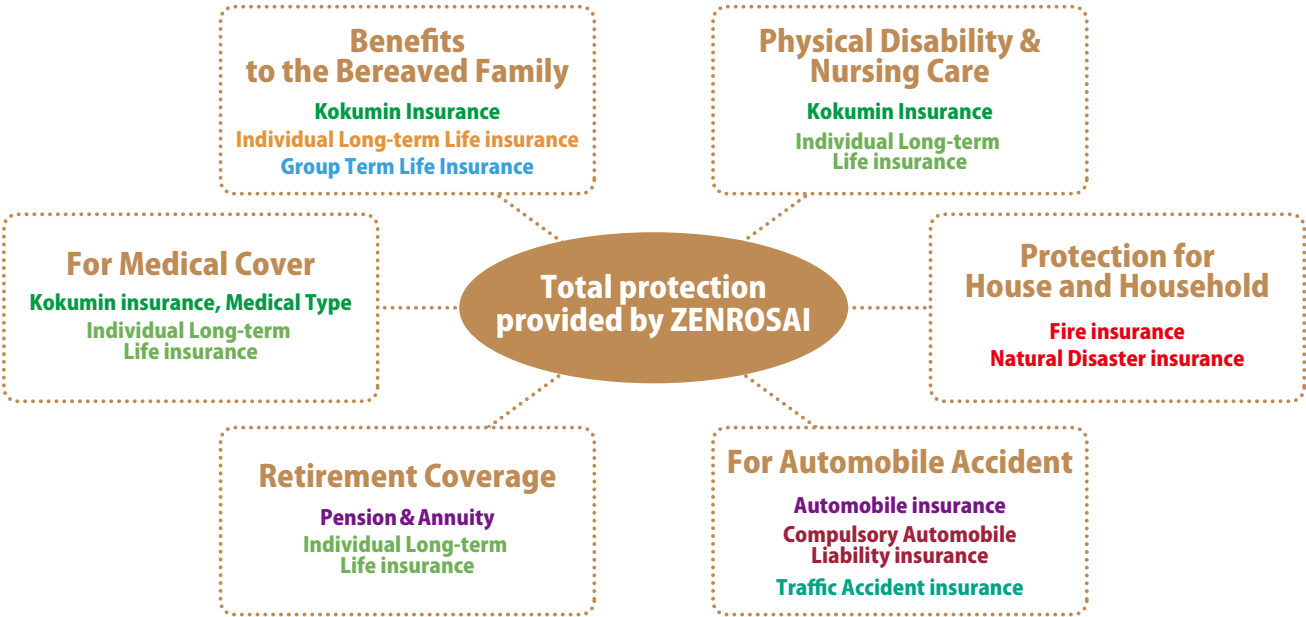 Benefits
to the Bereaved Family
Kokumin Insurance
Individual Long-term Life insurance
Group Term Life Insurance
Physical Disability &
Nursing Care
Kokumin Insurance
Individual Long-term
Life insurance
For Medical Cover
Kokumin insurance, Medical Type
Individual Long-term
Life insurance
Total protection
provided by ZENROSAI
Protection for
House and Household
Fire insurance
Natural Disaster insurance
Retirement Coverage
Pension & Annuity
Individual Long-term
Life insurance
For Automobile Accident
Automobile insurance
Compulsory Automobile
Liability insurance
Traffic Accident insurance